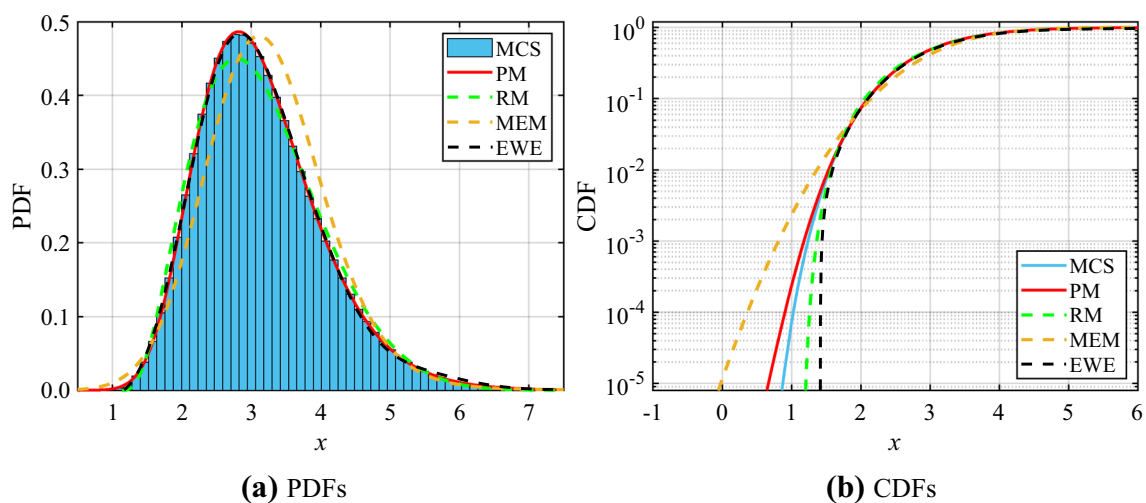 0.5
0.4
0.3
0.2
0.1
0.0
PDF
1 2 3 4 5 6 7
x
MCS
PM
RM
MEM
EWE
(a) PDFs
10^0
10^-1
10^-2
10^-3
10^-4
10^-5
CDF
-1 0 1 2 3 4 5 6
x
MCS
PM
RM
MEM
EWE
(b) CDFs